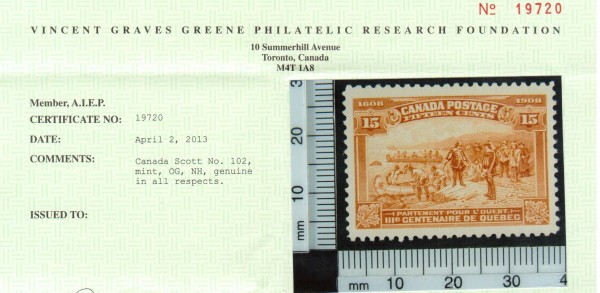 Nº 19720
VINCENT GRAVES GREENE PHILATELIC RESEARCH FOUNDATION
10 Summerhill Avenue
Toronto, Canada
M4T 1A8
Member, A.I.E.P.
CERTIFICATE NO: 19720
DATE: April 2, 2013
COMMENTS: Canada Scott No. 102,
mint, OG, NH, genuine
in all respects.
ISSUED TO:
1608 1908
CANADA POSTAGE
15 FIFTEEN CENTS 15
PARTEMENT POUR L'OUEST
IIIe CENTENAIRE DE QUEBEC
30
20
10
mm
mm 10 20 30 4